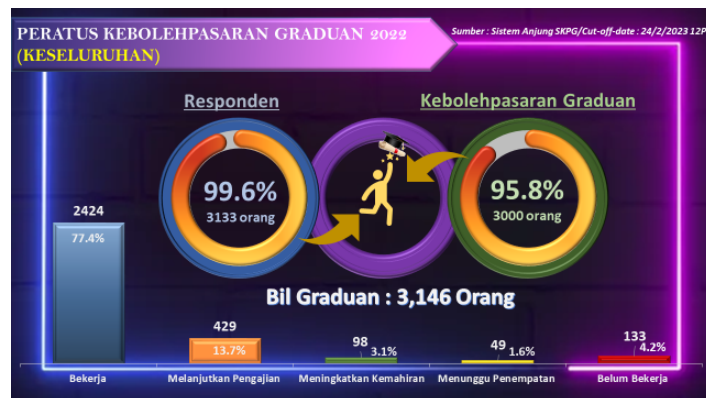 PERATUS KEBOLEHPASARAN GRADUAN 2022
(KESELURUHAN)
Sumber : Sistem Anjung SKPG/Cut-off-date : 24/2/2023 12P
Responden
Kebolehpasaran Graduan
99.6%
3133 orang
95.8%
3000 orang
Bil Graduan : 3,146 Orang
2424
77.4%
429
13.7%
98
3.1%
49
1.6%
133
4.2%
Bekerja
Melanjutkan Pengajian
Meningkatkan Kemahiran
Menunggu Penempatan
Belum Bekerja